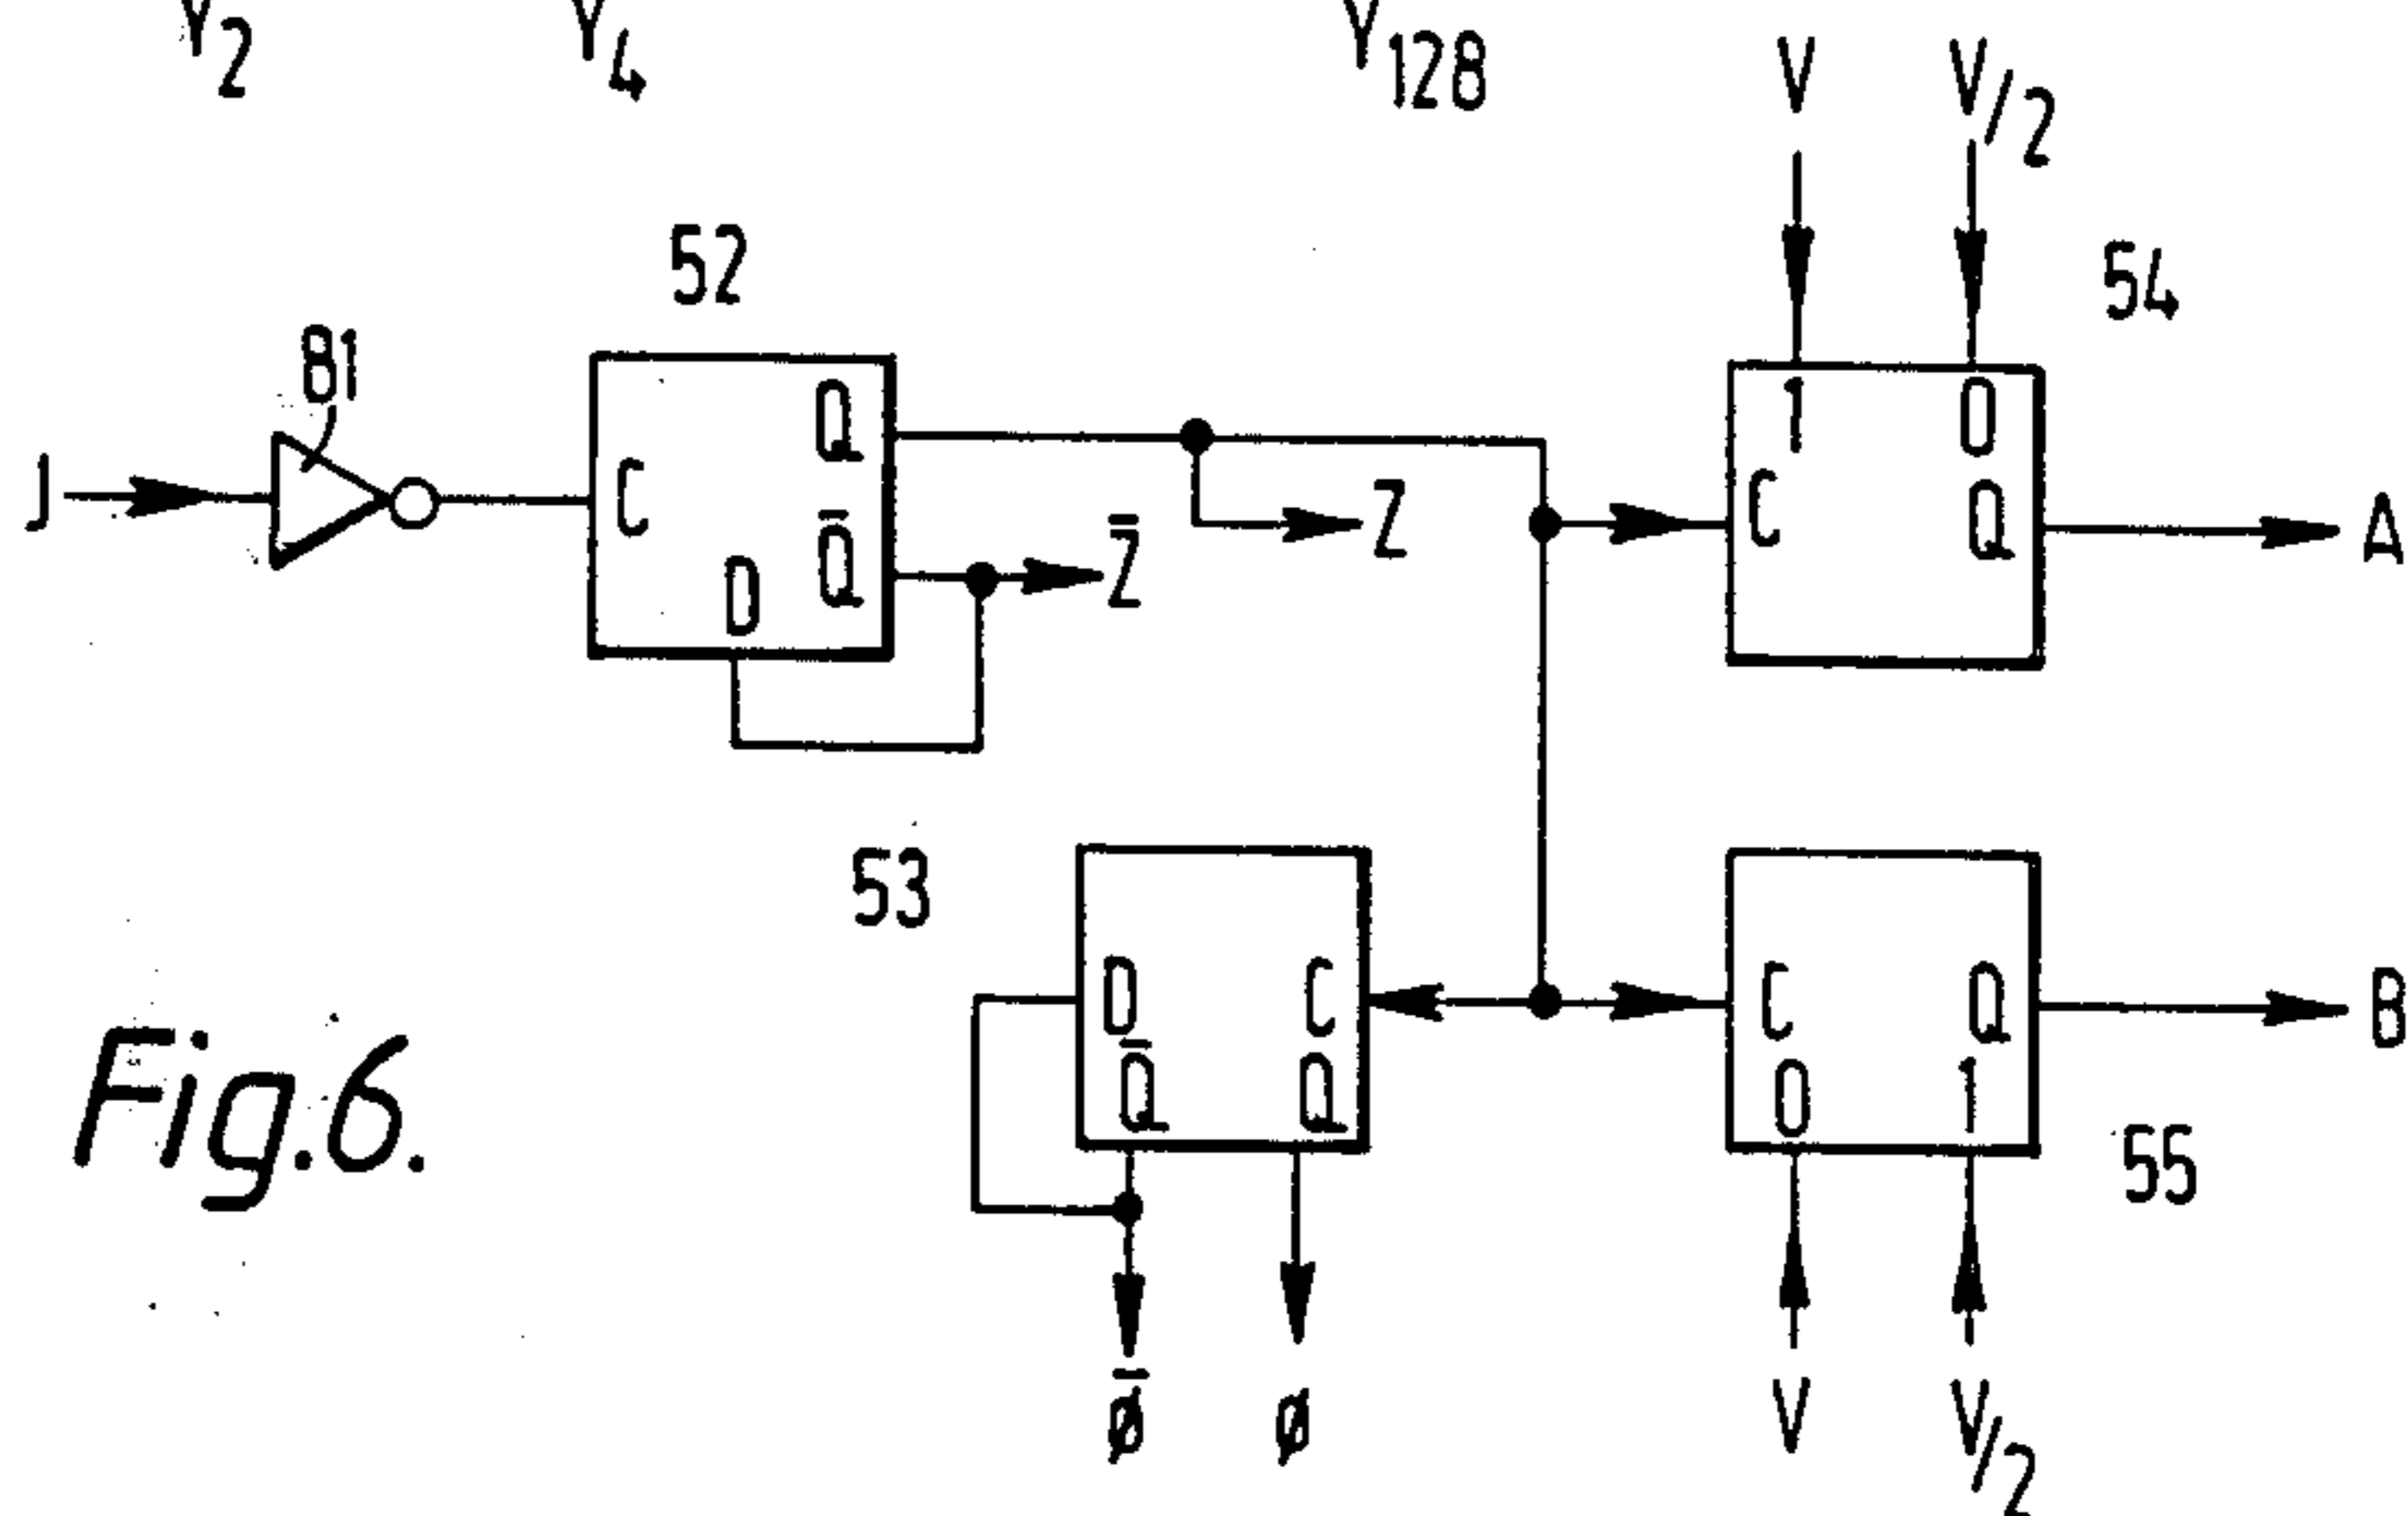 Y2 Y4 Y128
V V/2
52
54
81
J
C Q
Q̄
D
Z
Z̄
1 0
C Q
A
53
D C
Q̄ Q
C Q
0 1
B
55
Fig.6.
ø̄ ø
V V/2